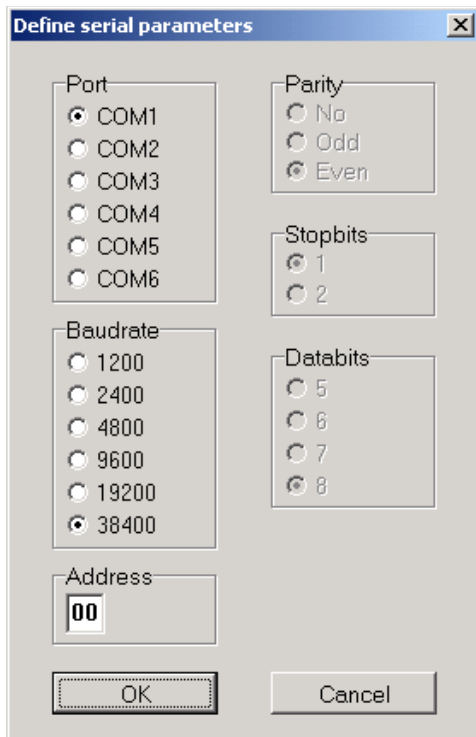 Define serial parameters
Port
COM1
COM2
COM3
COM4
COM5
COM6
Baudrate
1200
2400
4800
9600
19200
38400
Address
00
Parity
No
Odd
Even
Stopbits
1
2
Databits
5
6
7
8
OK
Cancel